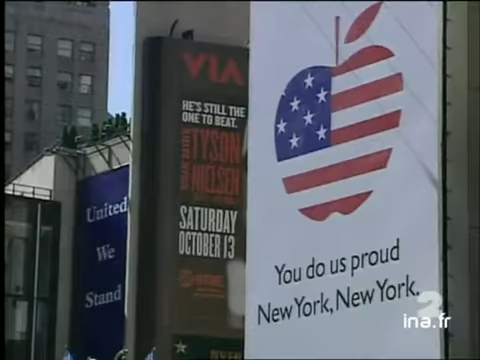 United
We
Stand
VIA
HE'S STILL THE
ONE TO BEAT.
TYSON
NIELSEN
SATURDAY
OCTOBER 13
You do us proud
New York, New York.
2
ina.fr